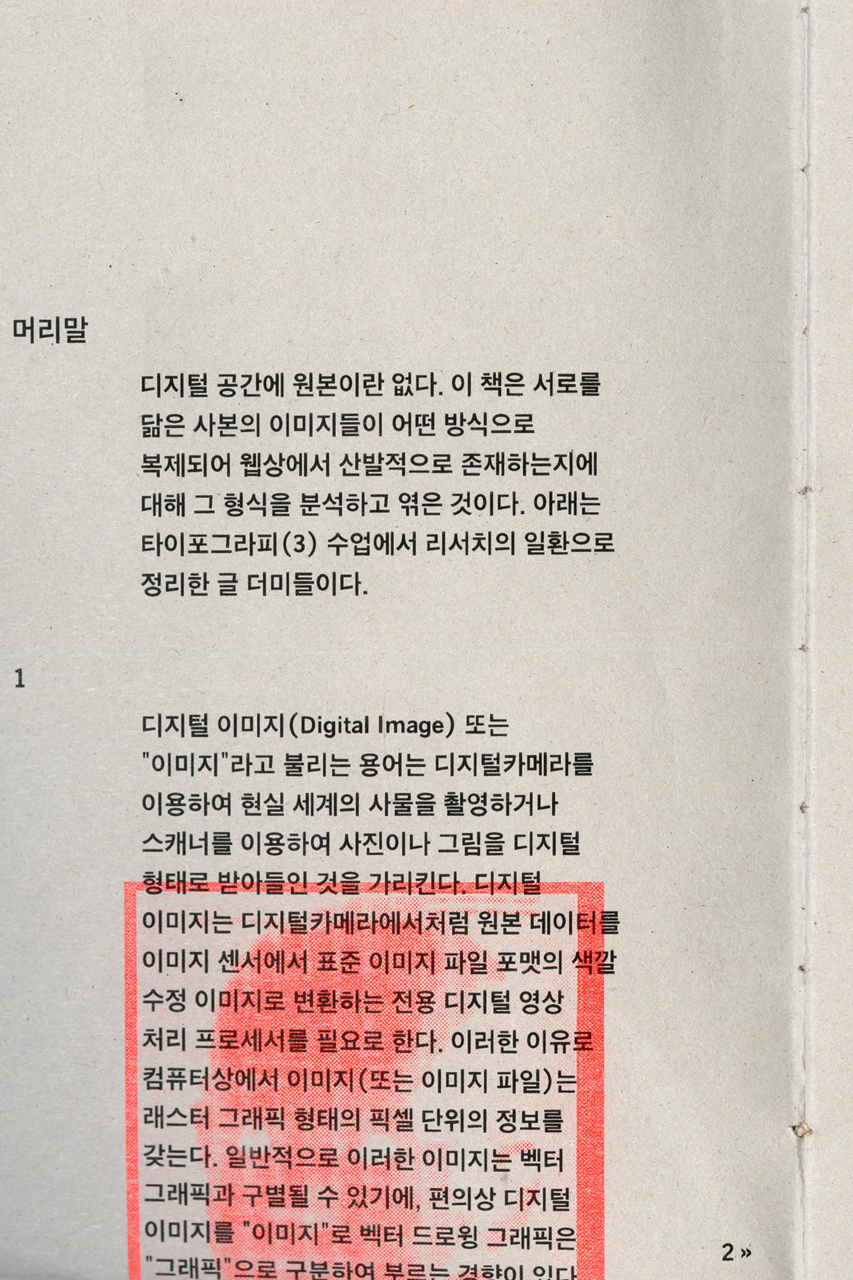 머리말
디지털 공간에 원본이란 없다. 이 책은 서로를
닮은 사본의 이미지들이 어떤 방식으로
복제되어 웹상에서 산발적으로 존재하는지에
대해 그 형식을 분석하고 엮은 것이다. 아래는
타이포그라피(3) 수업에서 리서치의 일환으로
정리한 글 더미들이다.
1
디지털 이미지(Digital Image) 또는
"이미지"라고 불리는 용어는 디지털카메라를
이용하여 현실 세계의 사물을 촬영하거나
스캐너를 이용하여 사진이나 그림을 디지털
형태로 받아들인 것을 가리킨다. 디지털
이미지는 디지털카메라에서처럼 원본 데이터를
이미지 센서에서 표준 이미지 파일 포맷의 색깔
수정 이미지로 변환하는 전용 디지털 영상
처리 프로세서를 필요로 한다. 이러한 이유로
컴퓨터상에서 이미지(또는 이미지 파일)는
래스터 그래픽 형태의 픽셀 단위의 정보를
갖는다. 일반적으로 이러한 이미지는 벡터
그래픽과 구별될 수 있기에, 편의상 디지털
이미지를 "이미지"로 벡터 드로윙 그래픽은
"그래픽"으로 구분하여 부르는 경향이 있다
2 »